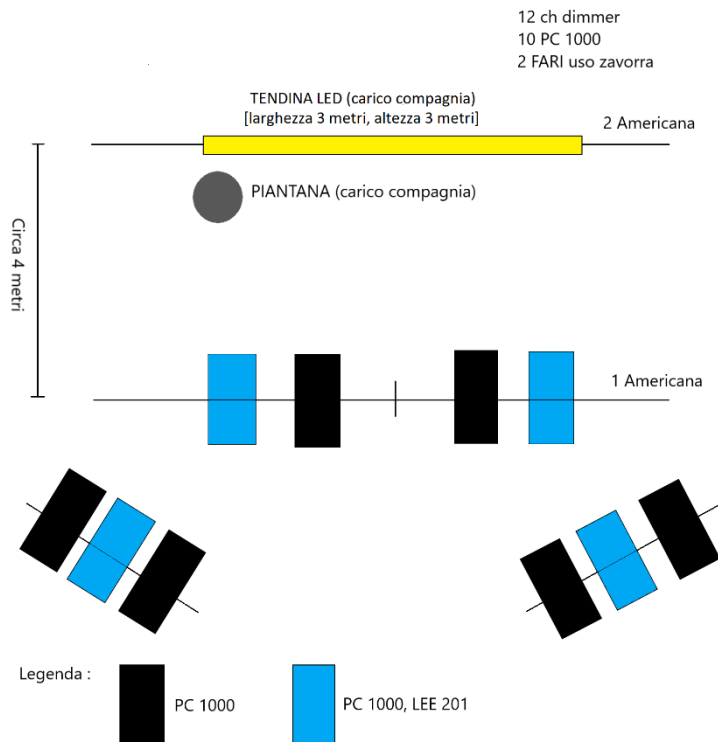 12 ch dimmer
10 PC 1000
2 FARI uso zavorra
TENDINA LED (carico compagnia)
[larghezza 3 metri, altezza 3 metri]
2 Americana
PIANTANA (carico compagnia)
Circa 4 metri
1 Americana
Legenda :
PC 1000
PC 1000, LEE 201